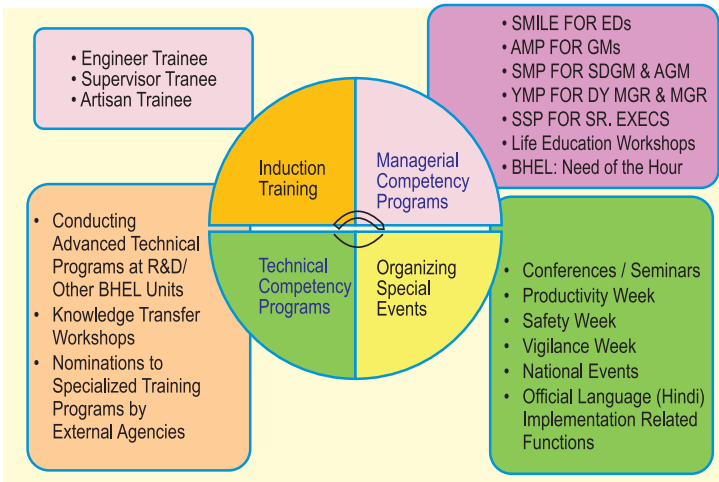 • Engineer Trainee
• Supervisor Tranee
• Artisan Trainee
• SMILE FOR EDs
• AMP FOR GMs
• SMP FOR SDGM & AGM
• YMP FOR DY MGR & MGR
• SSP FOR SR. EXECS
• Life Education Workshops
• BHEL: Need of the Hour
Induction
Training
Managerial
Competency
Programs
Technical
Competency
Programs
Organizing
Special
Events
• Conducting
Advanced Technical
Programs at R&D/
Other BHEL Units
• Knowledge Transfer
Workshops
• Nominations to
Specialized Training
Programs by
External Agencies
• Conferences / Seminars
• Productivity Week
• Safety Week
• Vigilance Week
• National Events
• Official Language (Hindi)
Implementation Related
Functions